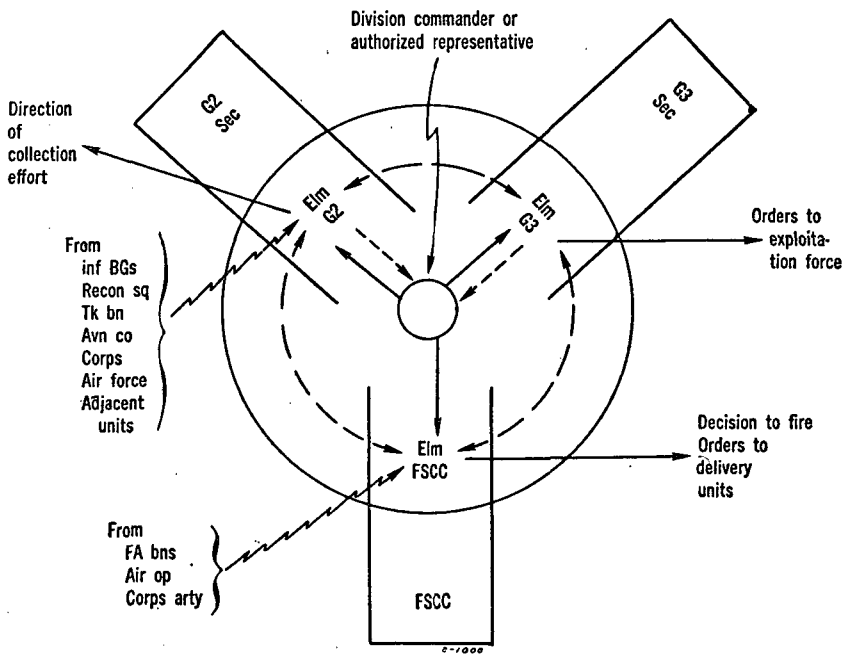 Division commander or
authorized representative
G2
Sec
G3
Sec
Direction
of
collection
effort
Elm
G2
Elm
G3
Orders to
exploita-
tion force
From
inf BGs
Recon sq
Tk bn
Avn co
Corps
Air force
Adjacent
units
Elm
FSCC
Decision to fire
Orders to
delivery
units
From
FA bns
Air op
Corps arty
FSCC
2-1000